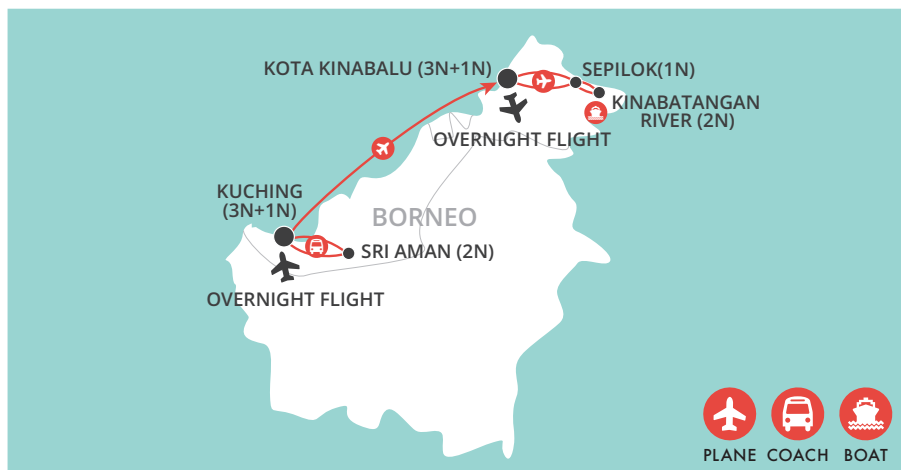 KOTA KINABALU (3N+1N)
SEPILOK(1N)
KINABATANGAN
RIVER (2N)
OVERNIGHT FLIGHT
KUCHING
(3N+1N)
BORNEO
SRI AMAN (2N)
OVERNIGHT FLIGHT
PLANE COACH BOAT